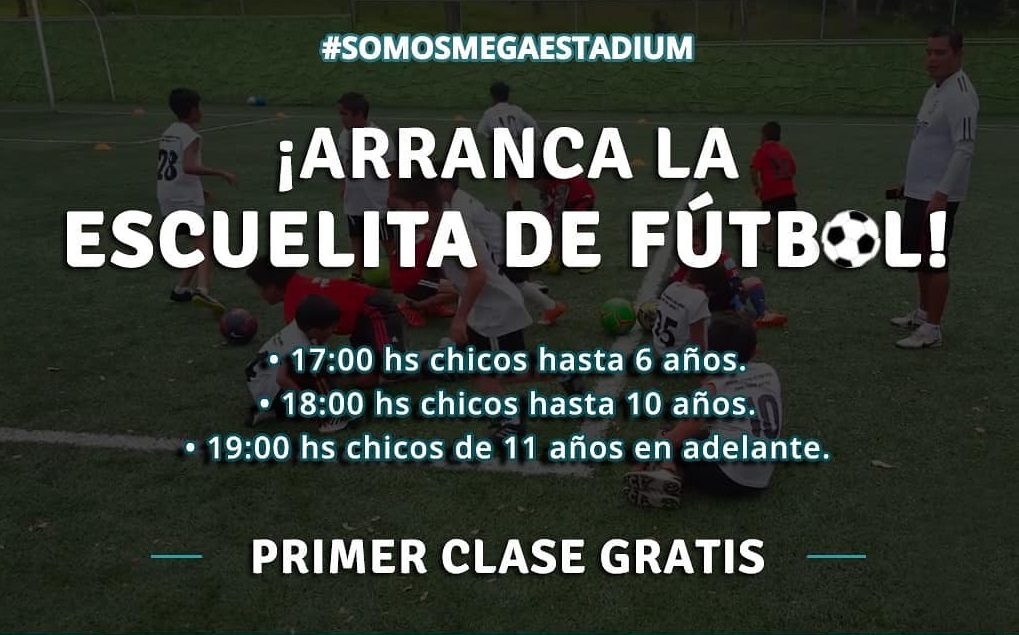 #SOMOSMEGAESTADIUM
¡ARRANCA LA
ESCUELITA DE FÚTBOL!
• 17:00 hs chicos hasta 6 años.
• 18:00 hs chicos hasta 10 años.
• 19:00 hs chicos de 11 años en adelante.
PRIMER CLASE GRATIS